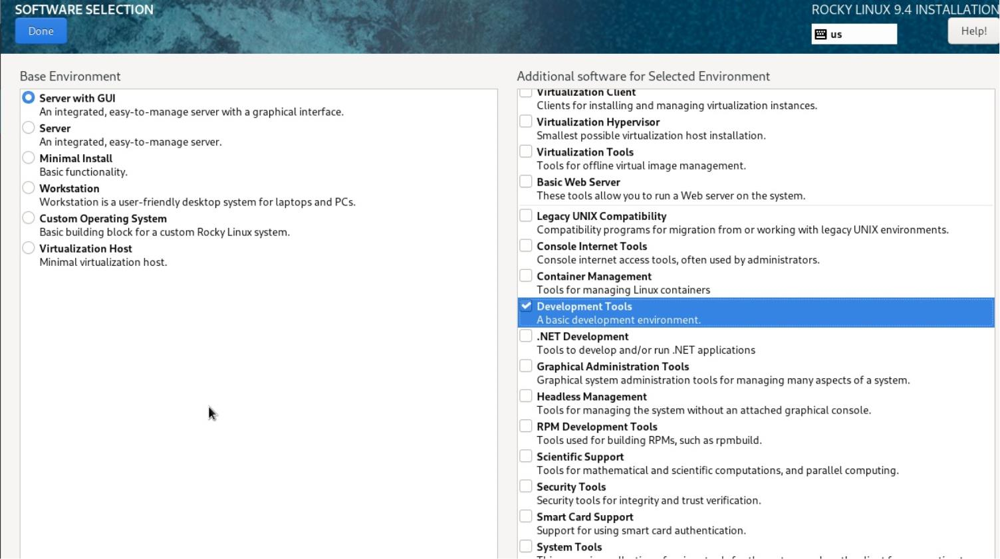 SOFTWARE SELECTION
ROCKY LINUX 9.4 INSTALLATION
Done
us
Help!
Base Environment
Server with GUI
An integrated, easy-to-manage server with a graphical interface.
Server
An integrated, easy-to-manage server.
Minimal Install
Basic functionality.
Workstation
Workstation is a user-friendly desktop system for laptops and PCs.
Custom Operating System
Basic building block for a custom Rocky Linux system.
Virtualization Host
Minimal virtualization host.
Additional software for Selected Environment
Virtualization Client
Clients for installing and managing virtualization instances.
Virtualization Hypervisor
Smallest possible virtualization host installation.
Virtualization Tools
Tools for offline virtual image management.
Basic Web Server
These tools allow you to run a Web server on the system.
Legacy UNIX Compatibility
Compatibility programs for migration from or working with legacy UNIX environments.
Console Internet Tools
Console internet access tools, often used by administrators.
Container Management
Tools for managing Linux containers
Development Tools
A basic development environment.
.NET Development
Tools to develop and/or run .NET applications
Graphical Administration Tools
Graphical system administration tools for managing many aspects of a system.
Headless Management
Tools for managing the system without an attached graphical console.
RPM Development Tools
Tools used for building RPMs, such as rpmbuild.
Scientific Support
Tools for mathematical and scientific computations, and parallel computing.
Security Tools
Security tools for integrity and trust verification.
Smart Card Support
Support for using smart card authentication.
System Tools